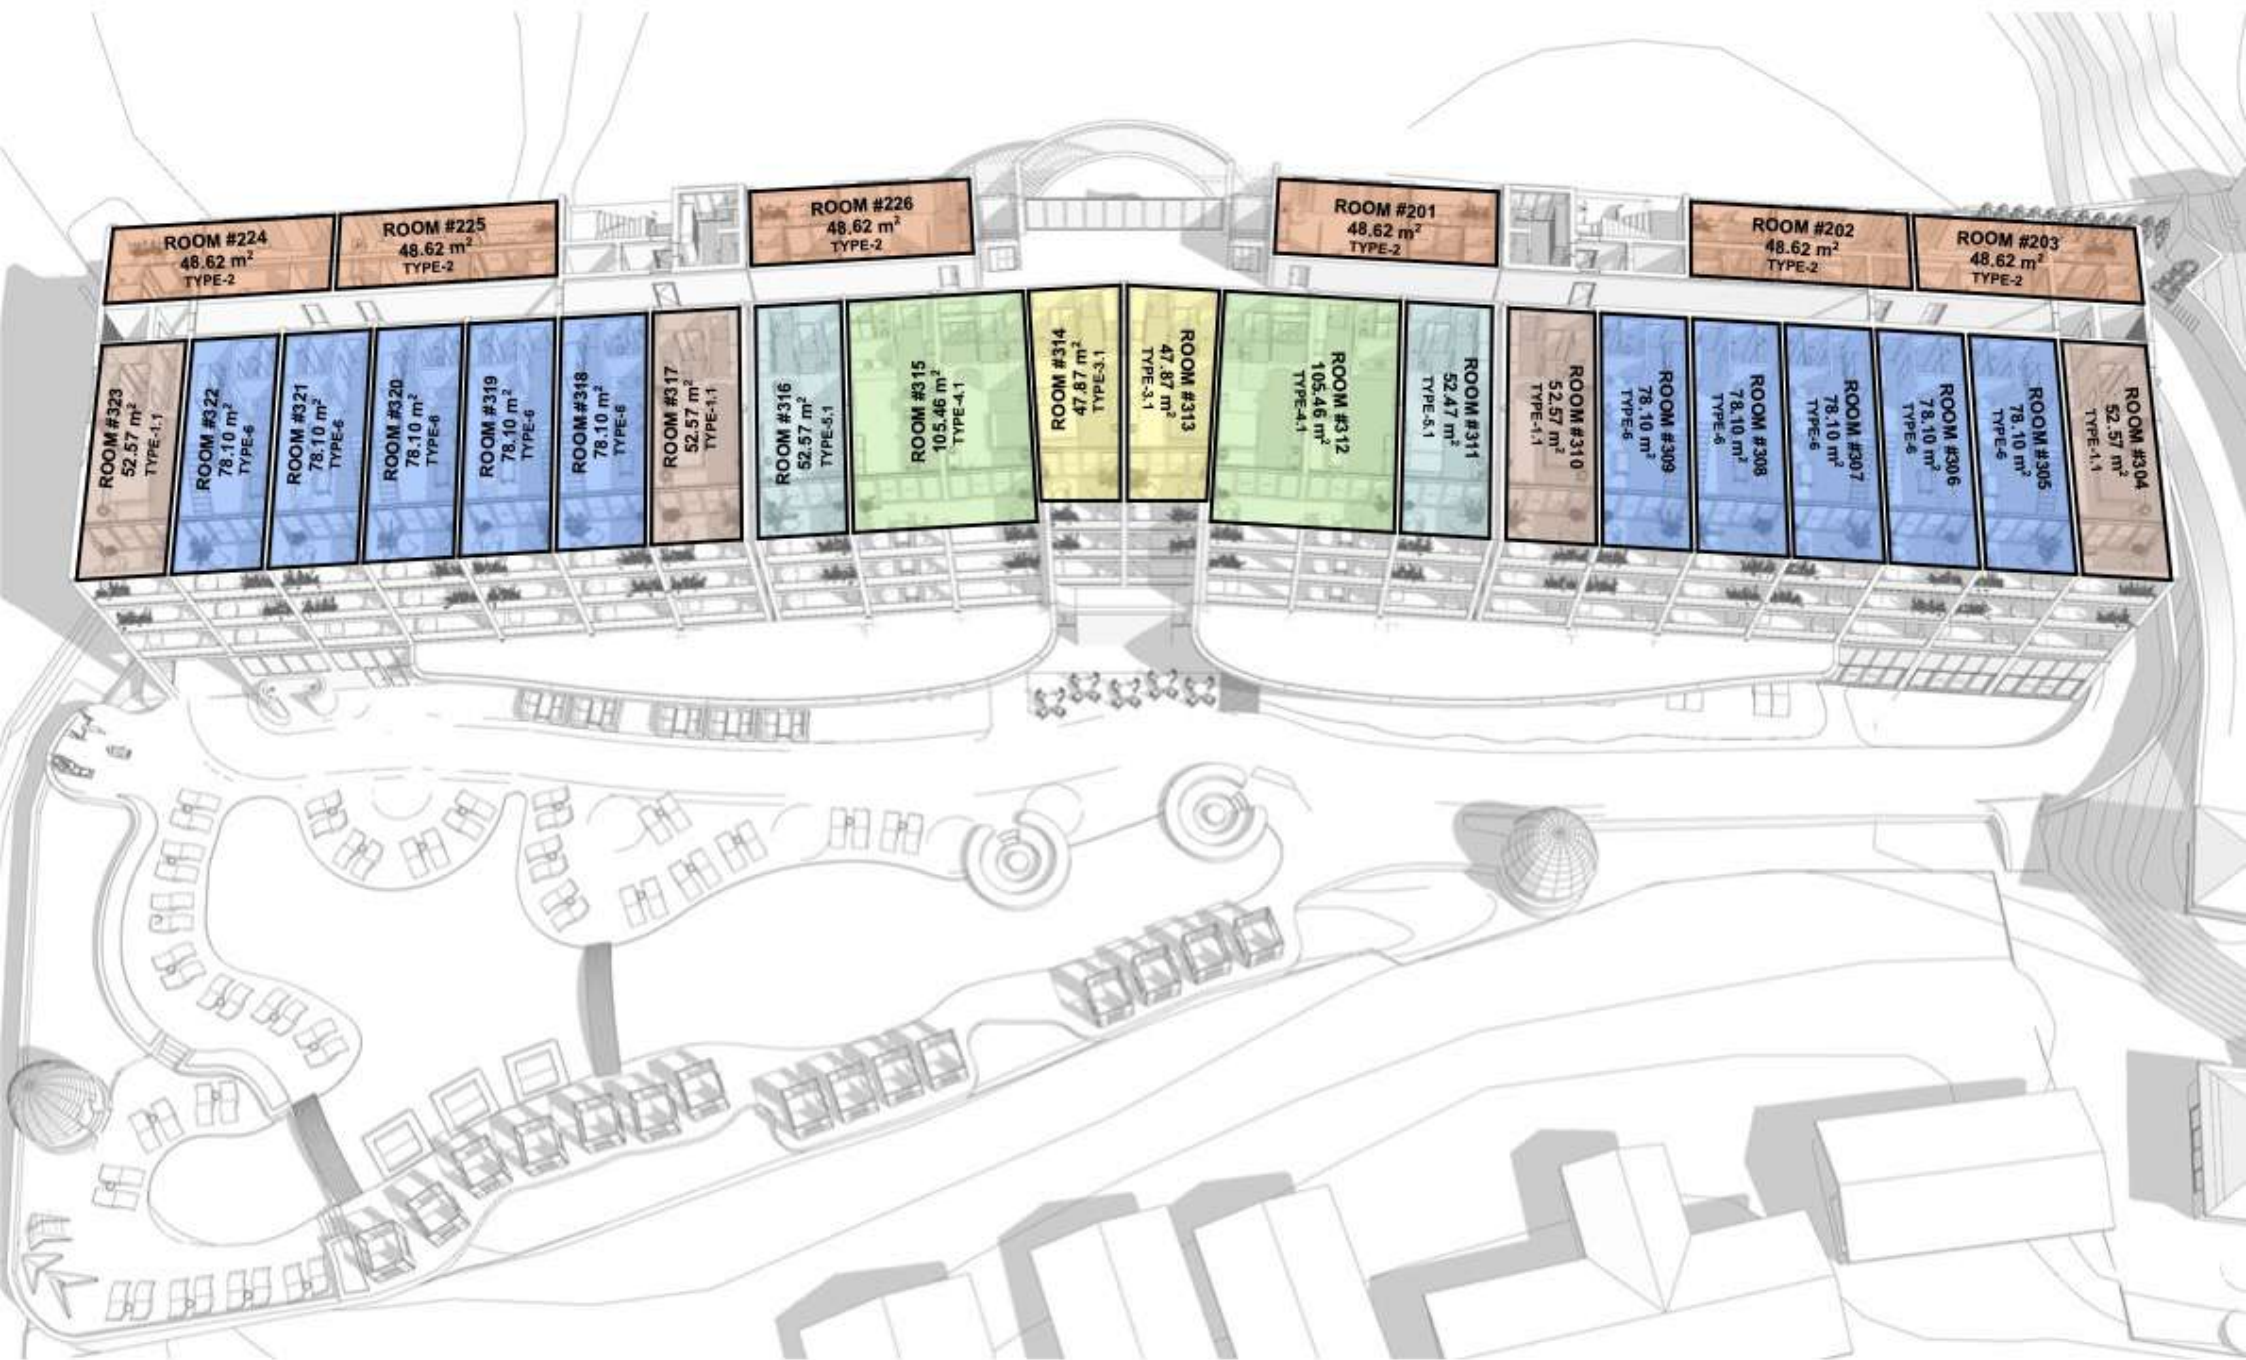 ROOM #224
48.62 m²
TYPE-2
ROOM #225
48.62 m²
TYPE-2
ROOM #226
48.62 m²
TYPE-2
ROOM #201
48.62 m²
TYPE-2
ROOM #202
48.62 m²
TYPE-2
ROOM #203
48.62 m²
TYPE-2
ROOM #323
52.57 m²
TYPE-1.1
ROOM #322
78.10 m²
TYPE-6
ROOM #321
78.10 m²
TYPE-6
ROOM #320
78.10 m²
TYPE-6
ROOM #319
78.10 m²
TYPE-6
ROOM #318
78.10 m²
TYPE-6
ROOM #317
52.57 m²
TYPE-1.1
ROOM #316
52.57 m²
TYPE-5.1
ROOM #315
105.46 m²
TYPE-4.1
ROOM #314
47.87 m²
TYPE-3.1
ROOM #313
47.87 m²
TYPE-3.1
ROOM #312
105.46 m²
TYPE-4.1
ROOM #311
52.47 m²
TYPE-5.1
ROOM #310
52.57 m²
TYPE-1.1
ROOM #309
78.10 m²
TYPE-6
ROOM #308
78.10 m²
TYPE-6
ROOM #307
78.10 m²
TYPE-6
ROOM #306
78.10 m²
TYPE-6
ROOM #305
78.10 m²
TYPE-6
ROOM #304
52.57 m²
TYPE-1.1